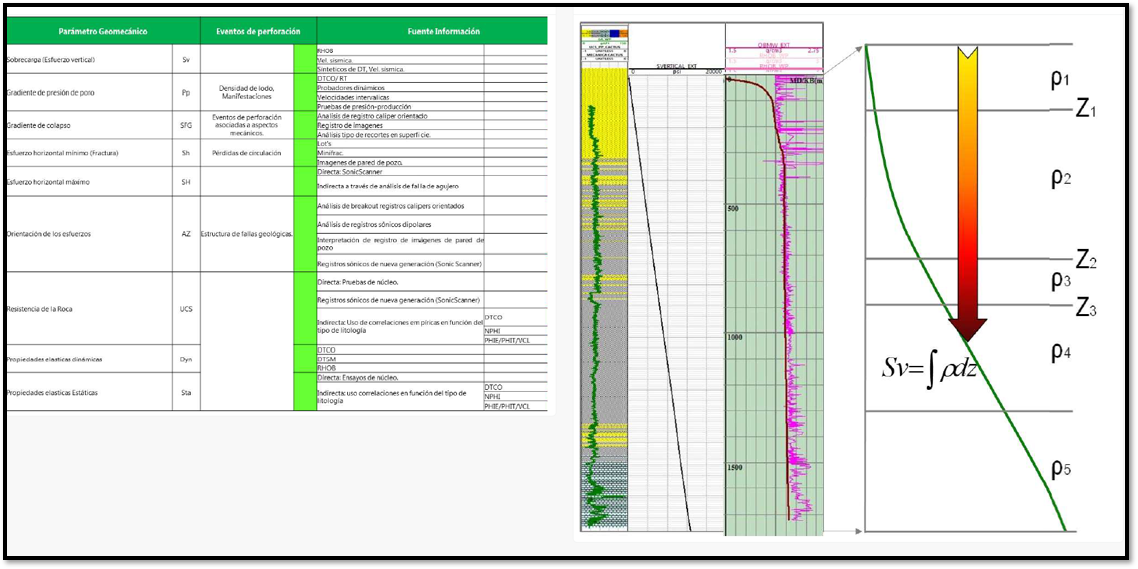 Parámetro Geomecánico
Eventos de perforación
Fuente Información
Sobrecarga (Esfuerzo vertical)
Sv
RHOB
Vel. sísmica.
Sinteticos de DT, Vel. sismica.
Gradiente de presión de poro
Pp
Densidad de lodo,
Manifestaciones
DTCO/ RT
Probadores dinámicos
Velocidades interválicas
Pruebas de presión-producción
Gradiente de colapso
SFG
Eventos de perforación
asociadas a aspectos
mecánicos.
Analisis de registro caliper orientado
Registro de imagenes
Análisis tipo de recortes en superficie.
Esfuerzo horizontal mínimo (Fractura)
Sh
Pérdidas de circulación
Lot's
Minifrac.
Imagenes de pared de pozo.
Esfuerzo horizontal máximo
SH
Directa: SonicScanner
Indirecta a través de análisis de falla de agujero
Orientación de los esfuerzos
AZ
Estructura de fallas geológicas.
Análisis de breakout registros calipers orientados
Análisis de registros sónicos dipolares
Interpretación de registro de imágenes de pared de
pozo
Registros sónicos de nueva generación (Sonic Scanner)
Resistencia de la Roca
UCS
Directa: Pruebas de núcleo.
Registros sónicos de nueva generación (SonicScanner)
Indirecta: Uso de correlaciones em píricas en función del
tipo de litología
DTCO
NPHI
PHIE/PHIT/VCL
Propiedades elasticas dinámicas
Dyn
DTCO
DTSM
RHOB
Propiedades elasticas Estáticas
Sta
Directa: Ensayos de núcleo.
Indirecta: uso correlaciones en función del tipo de
litología
DTCO
NPHI
PHIE/PHIT/VCL
SVERTICAL_EXT
0 psi 20000
MD/KB(m
500
1000
1500
ρ1
Z1
ρ2
Z2
ρ3
Z3
ρ4
Sv=∫ρdz
ρ5